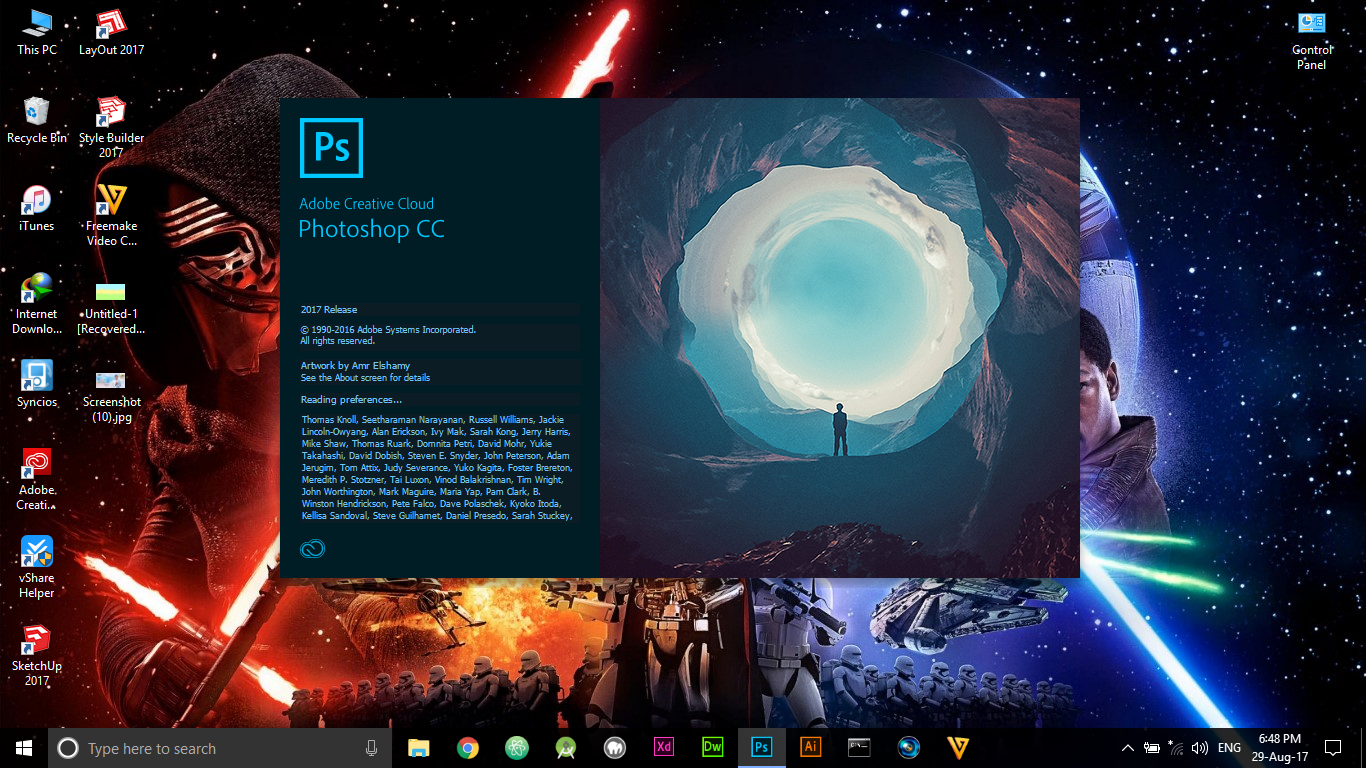 This PC
LayOut 2017
Recycle Bin
Style Builder
2017
iTunes
Freemake
Video C...
Internet
Downlo...
Untitled-1
[Recovered...
Syncios
Screenshot
(10).jpg
Adobe
Creati...
vShare
Helper
SketchUp
2017
Gontrol
Panel
Ps
Adobe Creative Cloud
Photoshop CC
2017 Release
© 1990-2016 Adobe Systems Incorporated.
All rights reserved.
Artwork by Amr Elshamy
See the About screen for details
Reading preferences...
Thomas Knoll, Seetharaman Narayanan, Russell Williams, Jackie
Lincoln-Owyang, Alan Erickson, Ivy Mak, Sarah Kong, Jerry Harris,
Mike Shaw, Thomas Ruark, Domnita Petri, David Mohr, Yukie
Takahashi, David Dobish, Steven E. Snyder, John Peterson, Adam
Jerugim, Tom Attix, Judy Severance, Yuko Kagita, Foster Brereton,
Meredith P. Stotzner, Tai Luxon, Vinod Balakrishnan, Tim Wright,
John Worthington, Mark Maguire, Maria Yap, Pam Clark, B.
Winston Hendrickson, Pete Falco, Dave Polaschek, Kyoko Itoda,
Kellisa Sandoval, Steve Guilhamet, Daniel Presedo, Sarah Stuckey,
Type here to search
Xd
Dw
Ps
Ai
ENG
6:48 PM
29-Aug-17